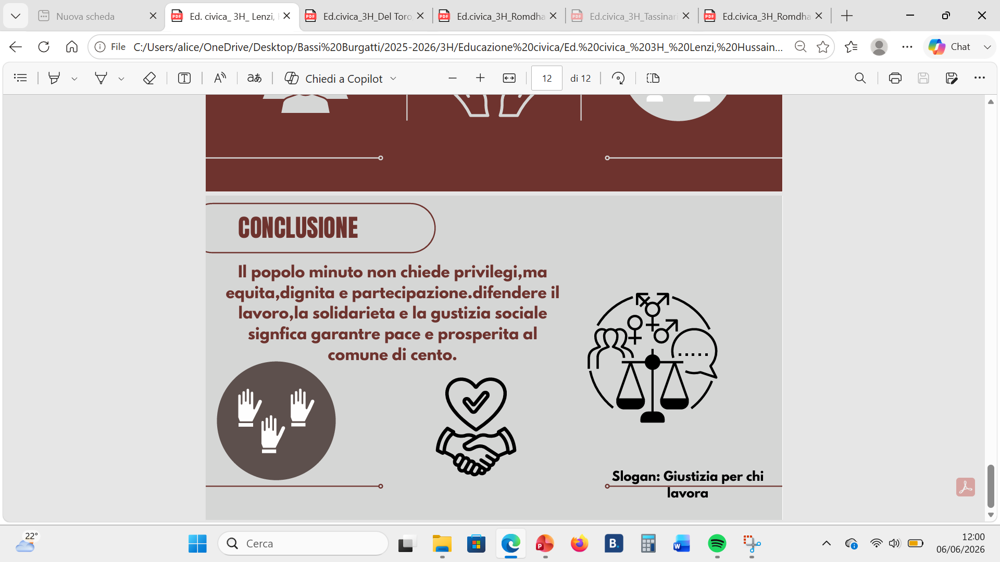 Nuova scheda
Ed. civica_ 3H_ Lenzi,
Ed.civica_3H_Del Toro
Ed.civica_3H_Romdha
Ed.civica_3H_Tassinari
Ed.civica_3H_Romdha
File
C:/Users/alice/OneDrive/Desktop/Bassi%20Burgatti/2025-2026/3H/Educazione%20civica/Ed.%20civica_%203H_%20Lenzi,%20Hussain...
Chat
Chiedi a Copilot
12
di 12
CONCLUSIONE
Il popolo minuto non chiede privilegi,ma
equita,dignita e partecipazione.difendere il
lavoro,la solidarieta e la gustizia sociale
signfica garantre pace e prosperita al
comune di cento.
Slogan: Giustizia per chi
lavora
22°
Cerca
12:00
06/06/2026